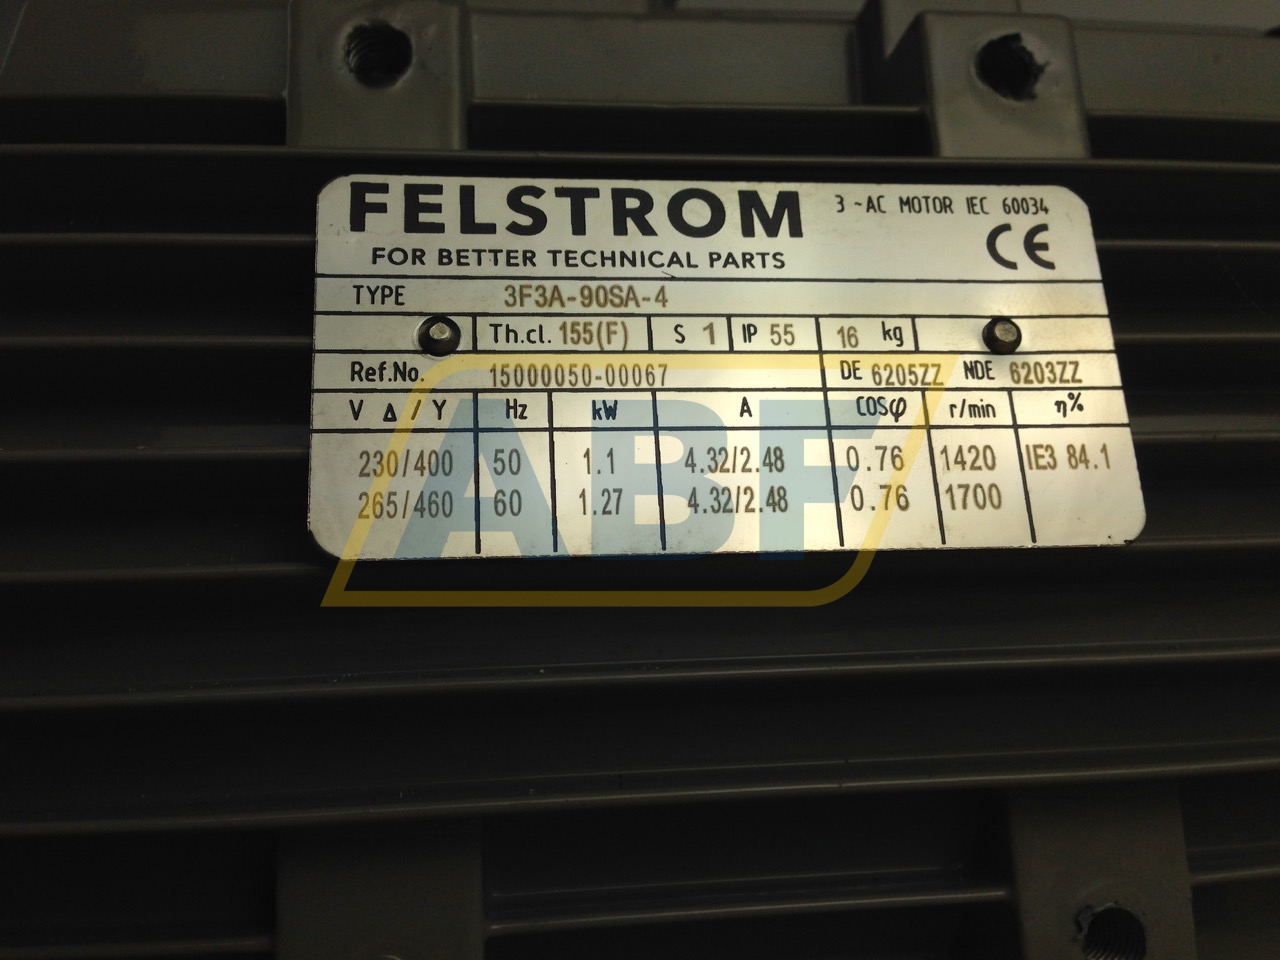 FELSTROM
3 ~AC MOTOR IEC 60034
FOR BETTER TECHNICAL PARTS
CE
TYPE 3F3A-90SA-4
Th.cl. 155(F) S 1 IP 55 16 kg
Ref.No. 15000050-00067 DE 6205ZZ NDE 6203ZZ
V Δ / Y Hz kW A COSφ r/min η%
230/400 50 1.1 4.32/2.48 0.76 1420 IE3 84.1
265/460 60 1.27 4.32/2.48 0.76 1700
ABF